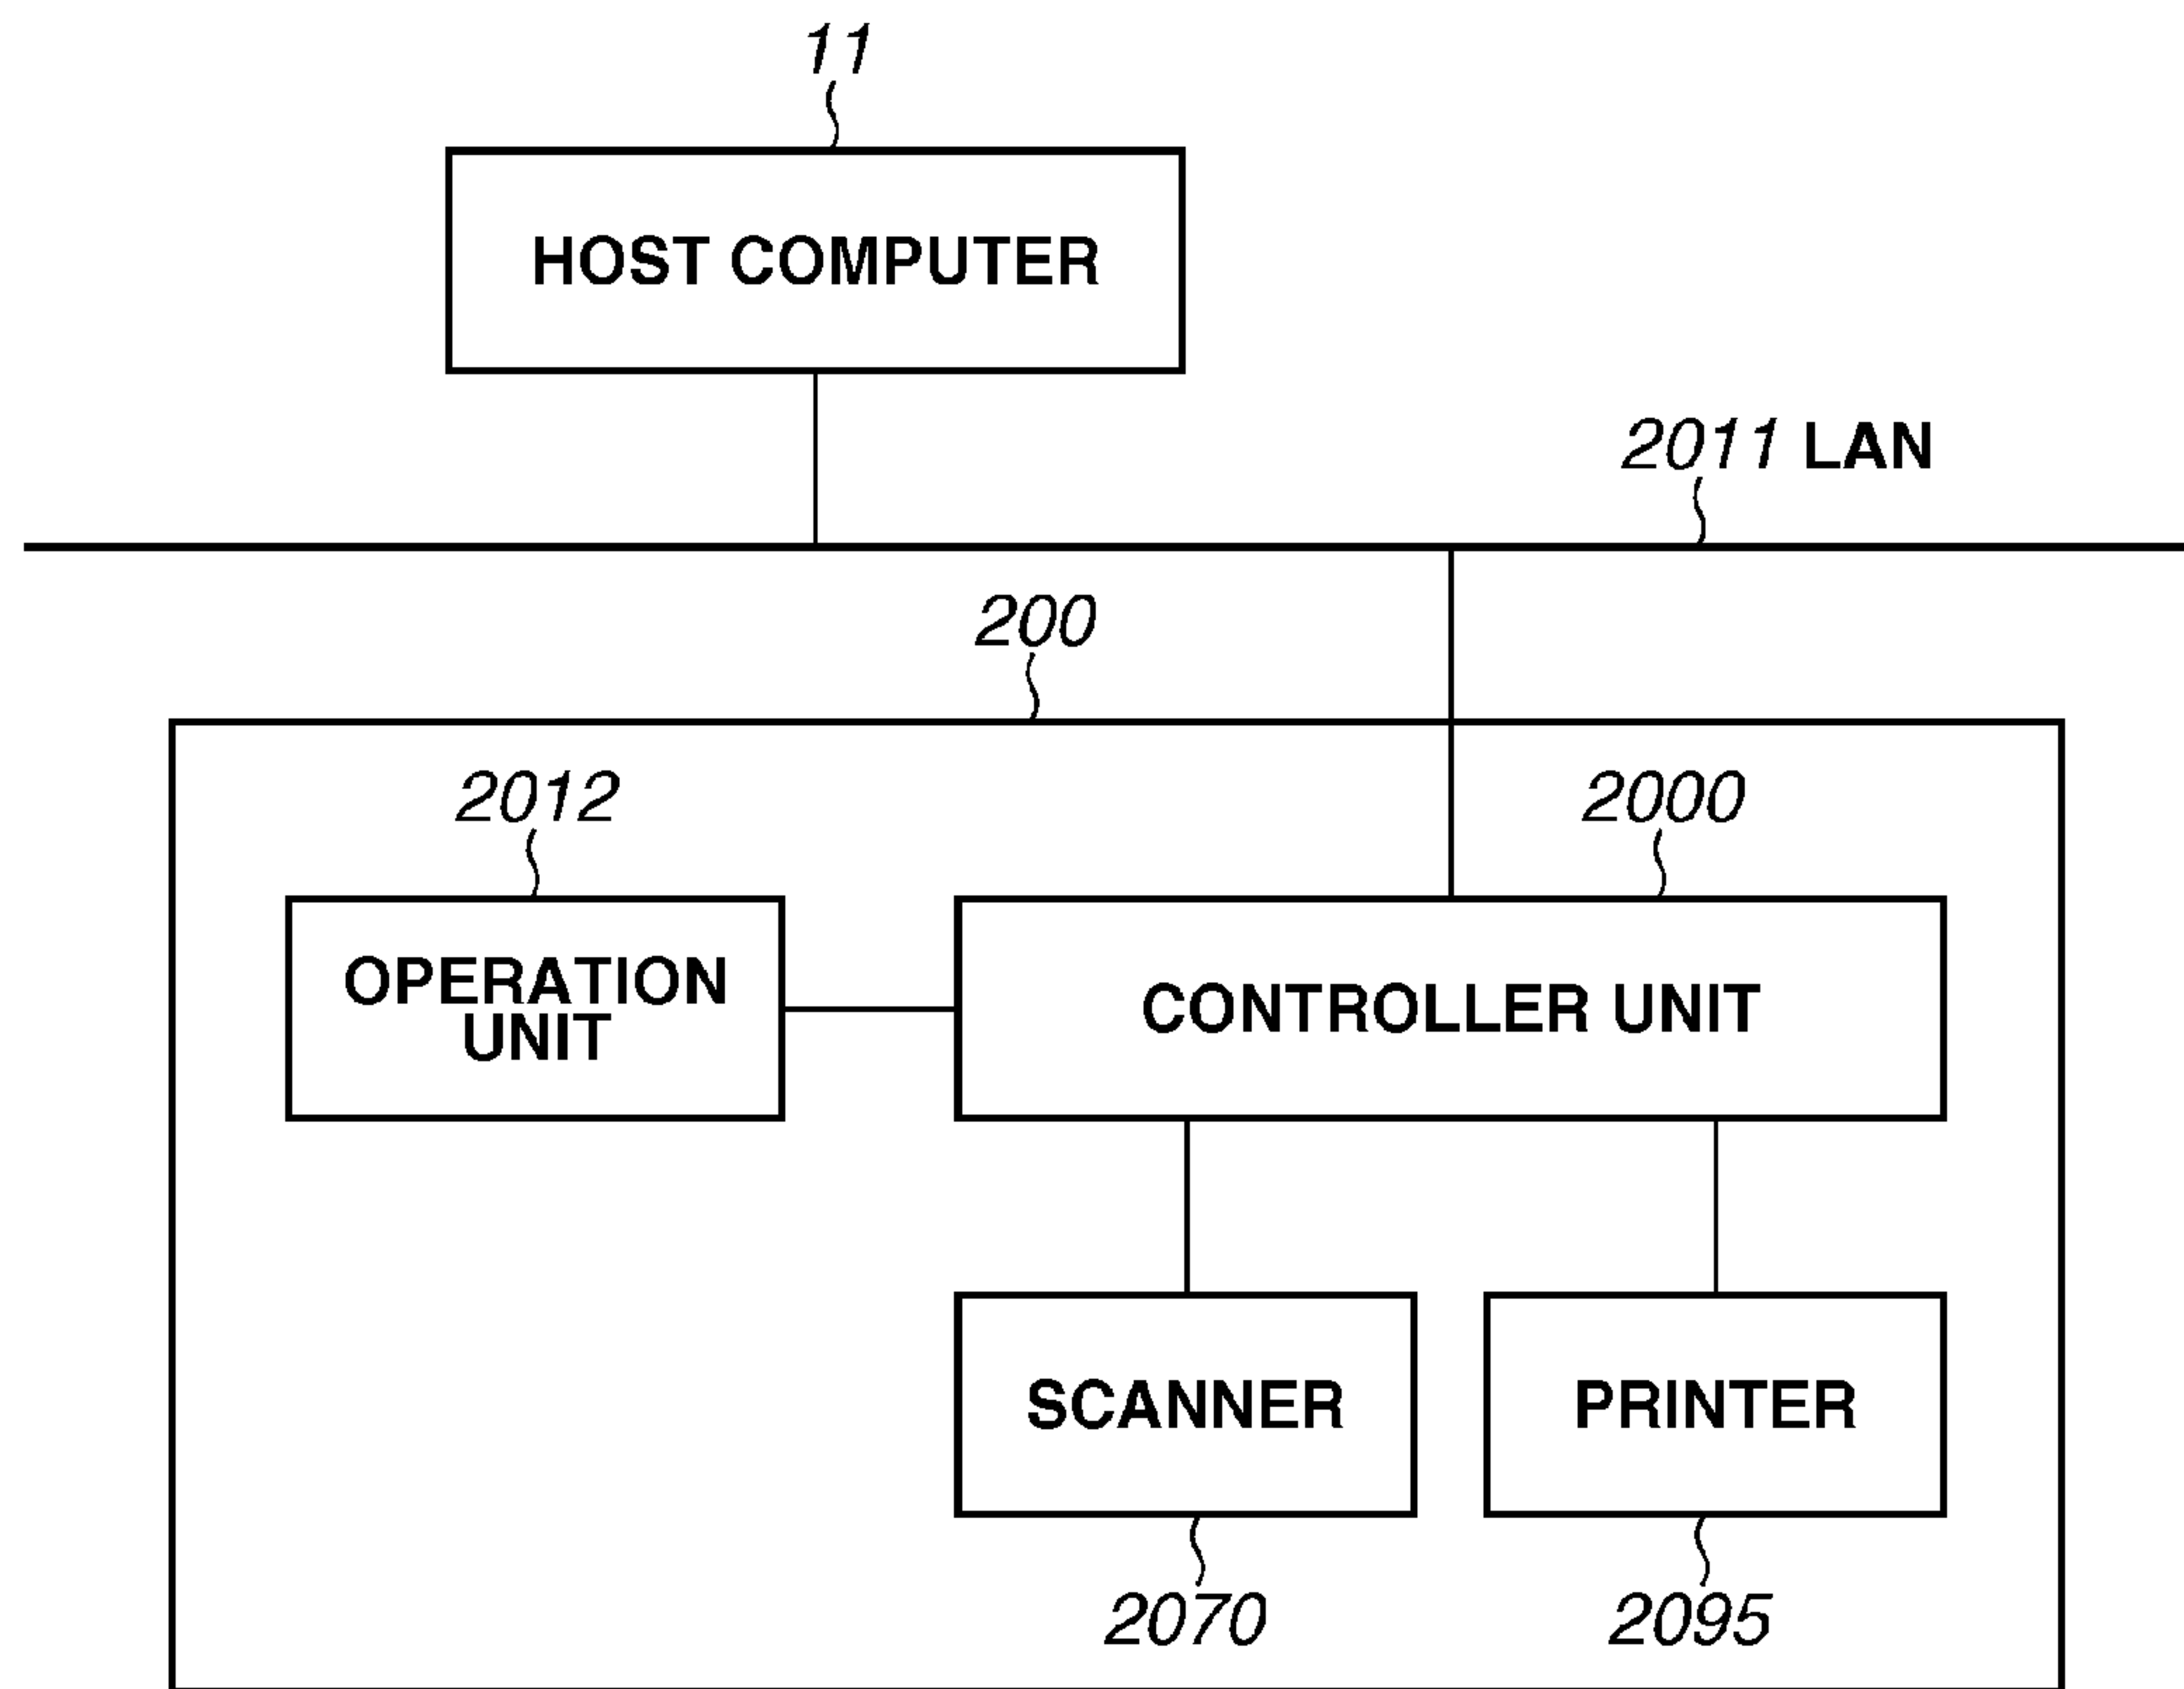 11
HOST COMPUTER
2011 LAN
200
2012
2000
OPERATION
UNIT
CONTROLLER UNIT
SCANNER
PRINTER
2070
2095